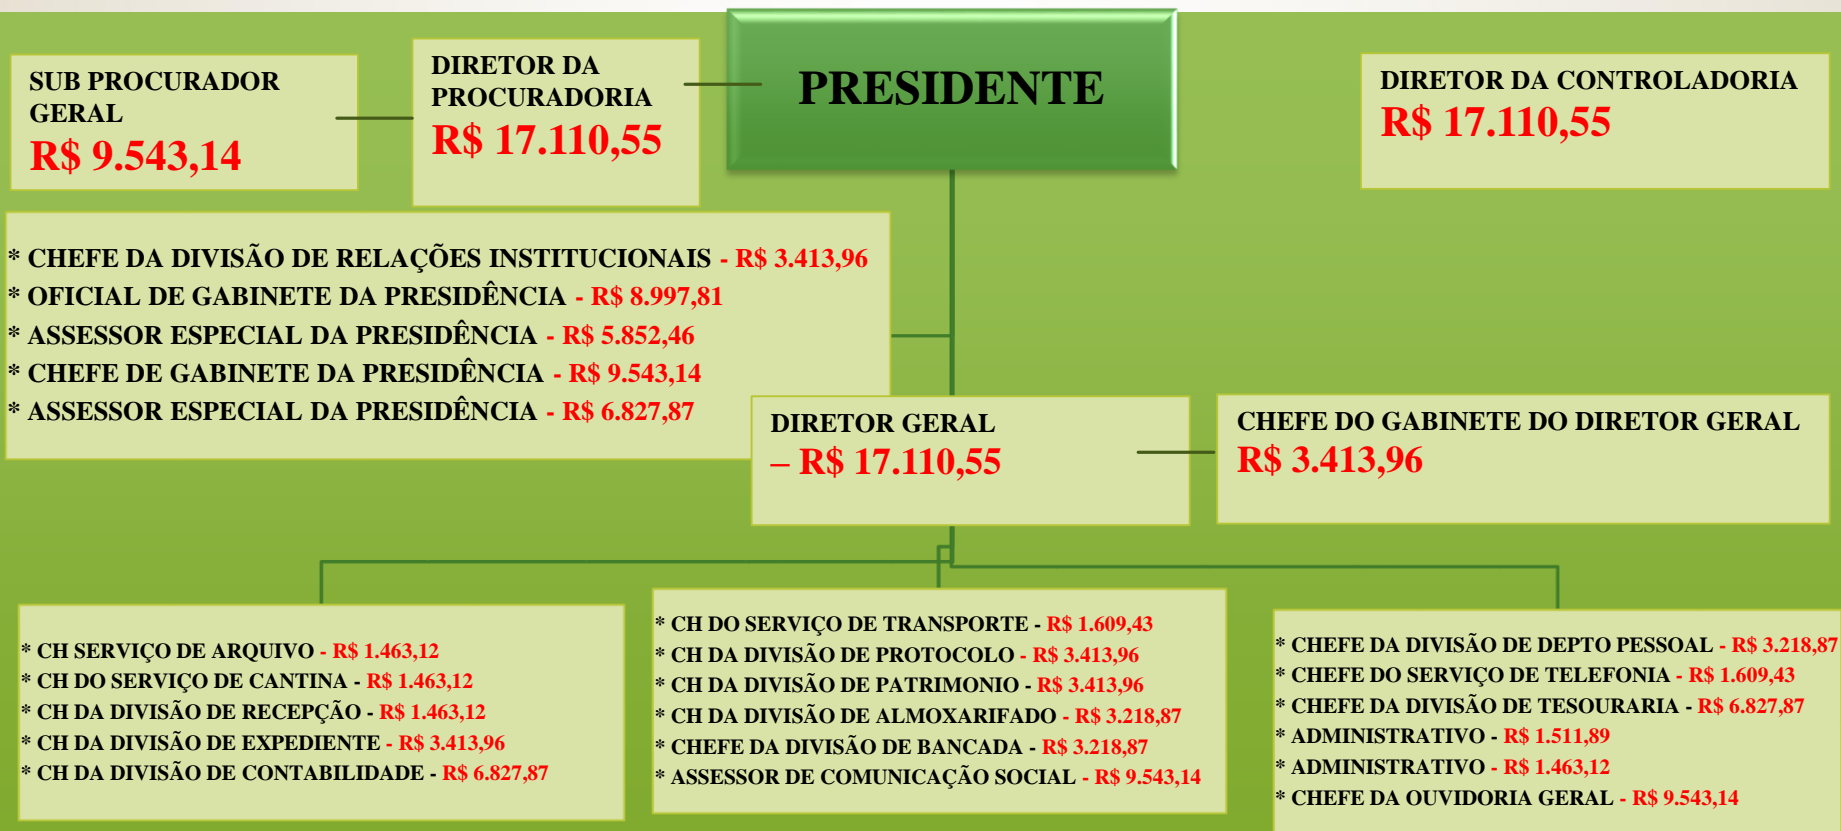 SUB PROCURADOR
GERAL
R$ 9.543,14
DIRETOR DA
PROCURADORIA
R$ 17.110,55
PRESIDENTE
DIRETOR DA CONTROLADORIA
R$ 17.110,55
* CHEFE DA DIVISÃO DE RELAÇÕES INSTITUCIONAIS - R$ 3.413,96
* OFICIAL DE GABINETE DA PRESIDÊNCIA - R$ 8.997,81
* ASSESSOR ESPECIAL DA PRESIDÊNCIA - R$ 5.852,46
* CHEFE DE GABINETE DA PRESIDÊNCIA - R$ 9.543,14
* ASSESSOR ESPECIAL DA PRESIDÊNCIA - R$ 6.827,87
DIRETOR GERAL
– R$ 17.110,55
CHEFE DO GABINETE DO DIRETOR GERAL
R$ 3.413,96
* CH SERVIÇO DE ARQUIVO - R$ 1.463,12
* CH DO SERVIÇO DE CANTINA - R$ 1.463,12
* CH DA DIVISÃO DE RECEPÇÃO - R$ 1.463,12
* CH DA DIVISÃO DE EXPEDIENTE - R$ 3.413,96
* CH DA DIVISÃO DE CONTABILIDADE - R$ 6.827,87
* CH DO SERVIÇO DE TRANSPORTE - R$ 1.609,43
* CH DA DIVISÃO DE PROTOCOLO - R$ 3.413,96
* CH DA DIVISÃO DE PATRIMONIO - R$ 3.413,96
* CH DA DIVISÃO DE ALMOXARIFADO - R$ 3.218,87
* CHEFE DA DIVISÃO DE BANCADA - R$ 3.218,87
* ASSESSOR DE COMUNICAÇÃO SOCIAL - R$ 9.543,14
* CHEFE DA DIVISÃO DE DEPTO PESSOAL - R$ 3.218,87
* CHEFE DO SERVIÇO DE TELEFONIA - R$ 1.609,43
* CHEFE DA DIVISÃO DE TESOURARIA - R$ 6.827,87
* ADMINISTRATIVO - R$ 1.511,89
* ADMINISTRATIVO - R$ 1.463,12
* CHEFE DA OUVIDORIA GERAL - R$ 9.543,14